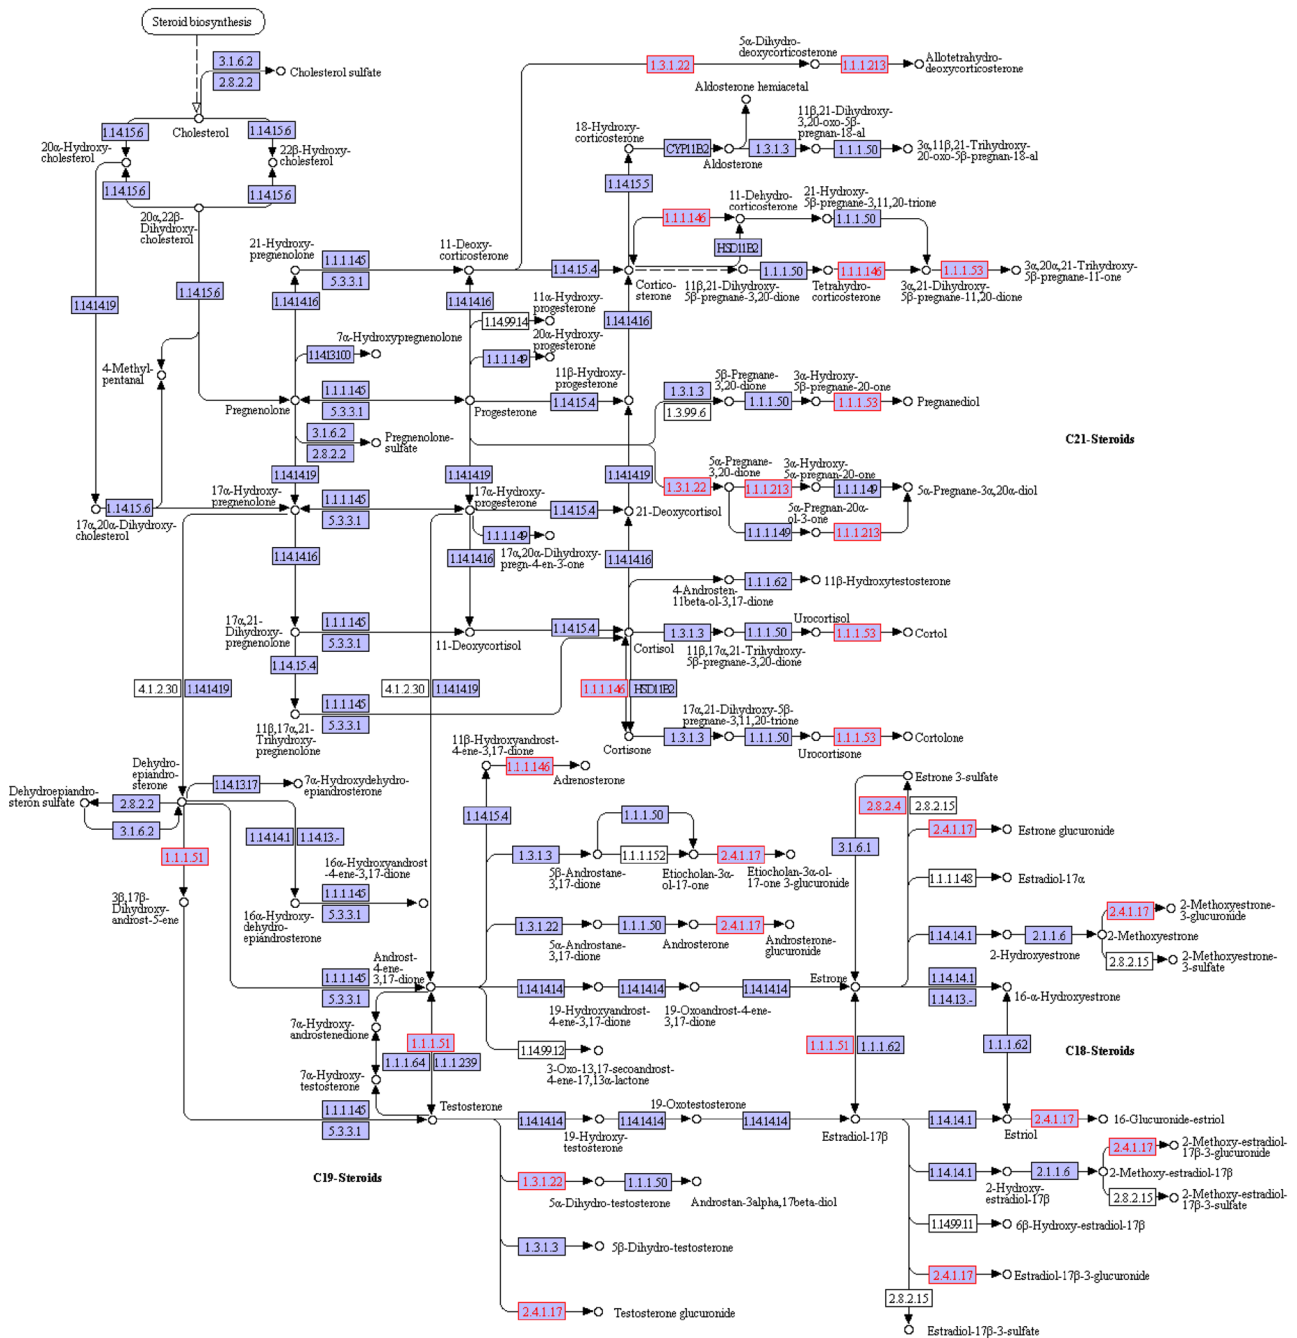 Steroid biosynthesis
3.1.6.2
2.8.2.2
Cholesterol sulfate
Cholesterol
1.14.15.6
1.14.15.6
20α-Hydroxy-
cholesterol
22β-Hydroxy-
cholesterol
1.14.15.6
1.14.15.6
20α,22β-
Dihydroxy-
cholesterol
1.14.14.19
1.14.15.6
4-Methyl-
pentanal
1.14.15.6
17α,20α-Dihydroxy-
cholesterol
21-Hydroxy-
pregnenolone
1.1.1.145
5.3.3.1
11-Deoxy-
corticosterone
1.14.14.16
1.14.13.100
7α-Hydroxypregnenolone
Pregnenolone
1.1.1.145
5.3.3.1
3.1.6.2
2.8.2.2
Pregnenolone-
sulfate
1.14.14.19
17α-Hydroxy-
pregnenolone
1.1.1.145
5.3.3.1
1.14.14.16
17α,21-
Dihydroxy-
pregnenolone
1.1.1.145
5.3.3.1
1.14.15.4
1.1.1.145
5.3.3.1
11β,17α,21-
Trihydroxy-
pregnenolone
1.14.14.16
1.14.99.14
11α-Hydroxy-
progesterone
1.1.1.149
20α-Hydroxy-
progesterone
Progesterone
1.14.15.4
11β-Hydroxy-
progesterone
1.14.14.19
17α-Hydroxy-
progesterone
1.14.15.4
21-Deoxycortisol
1.1.1.149
17α,20α-Dihydroxy-
pregn-4-en-3-one
1.14.14.16
11-Deoxycortisol
1.14.15.4
1.3.1.22
5α-Dihydro-
deoxycorticosterone
1.1.1.213
Allotetrahydro-
deoxycorticosterone
Aldosterone hemiacetal
18-Hydroxy-
corticosterone
CYP11B2
Aldosterone
1.3.1.3
11β,21-Dihydroxy-
3,20-oxo-5β-
pregnan-18-al
1.1.1.50
3α,11β,21-Trihydroxy-
20-oxo-5β-pregnan-18-al
1.14.15.5
1.1.1.146
11-Dehydro-
corticosterone
21-Hydroxy-
5β-pregnane-3,11,20-trione
1.1.1.50
HSD11B2
1.14.15.4
Cortico-
sterone
11β,21-Dihydroxy-
5β-pregnane-3,20-dione
1.1.1.50
Tetrahydro-
corticosterone
1.1.1.146
3α,21-Dihydroxy-
5β-pregnane-11,20-dione
1.1.1.53
3α,20α,21-Trihydroxy-
5β-pregnane-11-one
1.14.14.16
1.3.1.3
1.3.99.6
5β-Pregnane-
3,20-dione
1.1.1.50
3α-Hydroxy-
5β-pregnane-20-one
1.1.1.53
Pregnanediol
C21-Steroids
1.14.14.19
1.3.1.22
5α-Pregnane-
3,20-dione
1.1.1.213
3α-Hydroxy-
5α-pregnan-20-one
1.1.1.149
5α-Pregnane-3α,20α-diol
1.1.1.149
5α-Pregnan-20α-
ol-3-one
1.1.1.213
1.14.14.16
4-Androsten-
11beta-ol-3,17-dione
1.1.1.62
11β-Hydroxytestosterone
Cortisol
1.3.1.3
11β,17α,21-Trihydroxy-
5β-pregnane-3,20-dione
1.1.1.50
Urocortisol
1.1.1.53
Cortol
1.1.1.146
HSD11B2
Cortisone
1.3.1.3
17α,21-Dihydroxy-5β-
pregnane-3,11,20-trione
1.1.1.50
Urocortisone
1.1.1.53
Cortolone
4.1.2.30
1.14.14.19
4.1.2.30
1.14.14.19
Dehydro-
epiandro-
sterone
Dehydroepiandro-
steron sulfate
2.8.2.2
3.1.6.2
1.14.13.17
7α-Hydroxydehydro-
epiandrosterone
1.1.1.51
3β,17β-
Dihydroxy-
androst-5-ene
1.14.14.1
1.14.13.-
16α-Hydroxyandrost
-4-ene-3,17-dione
1.1.1.145
5.3.3.1
16α-Hydroxy-
dehydro-
epiandrosterone
Androst-
4-ene-
3,17-dione
1.1.1.145
5.3.3.1
7α-Hydroxy-
androstenedione
7α-Hydroxy-
testosterone
1.1.1.51
1.1.1.64
1.1.1.239
1.1.1.145
5.3.3.1
Testosterone
C19-Steroids
11β-Hydroxyandrost-
4-ene-3,17-dione
1.1.1.146
Adrenosterone
1.14.15.4
1.3.1.3
5β-Androstane-
3,17-dione
1.1.1.50
1.1.1.152
Etiocholan-3α-
ol-17-one
2.4.1.17
Etiocholan-3α-ol-
17-one 3-glucuronide
1.3.1.22
5α-Androstane-
3,17-dione
1.1.1.50
Androsterone
2.4.1.17
Androsterone-
glucuronide
1.14.14.14
19-Hydroxyandrost-
4-ene-3,17-dione
1.14.14.14
19-Oxoandrost-4-ene-
3,17-dione
1.14.14.14
Estrone
1.14.99.12
3-Oxo-13,17-secoandrost-
4-ene-17,13α-lactone
1.14.14.14
19-Hydroxy-
testosterone
1.14.14.14
19-Oxotestosterone
1.14.14.14
Estradiol-17β
1.3.1.22
5α-Dihydro-testosterone
1.1.1.50
Androstan-3alpha,17beta-diol
1.3.1.3
5β-Dihydro-testosterone
2.4.1.17
Testosterone glucuronide
Estrone 3-sulfate
2.8.2.4
2.8.2.15
3.1.6.1
2.4.1.17
Estrone glucuronide
1.1.1.148
Estradiol-17α
1.14.14.1
2-Hydroxyestrone
2.1.1.6
2-Methoxyestrone
2.4.1.17
2-Methoxyestrone-
3-glucuronide
2.8.2.15
2-Methoxyestrone-
3-sulfate
1.14.14.1
1.14.13.-
16-α-Hydroxyestrone
1.1.1.51
1.1.1.62
1.1.1.62
C18-Steroids
1.14.14.1
Estriol
2.4.1.17
16-Glucuronide-estriol
1.14.14.1
2-Hydroxy-
estradiol-17β
2.1.1.6
2-Methoxy-estradiol-17β
2.4.1.17
2-Methoxy-estradiol-
17β-3-glucuronide
2.8.2.15
2-Methoxy-estradiol-
17β-3-sulfate
1.14.99.11
6β-Hydroxy-estradiol-17β
2.4.1.17
Estradiol-17β-3-glucuronide
2.8.2.15
Estradiol-17β-3-sulfate